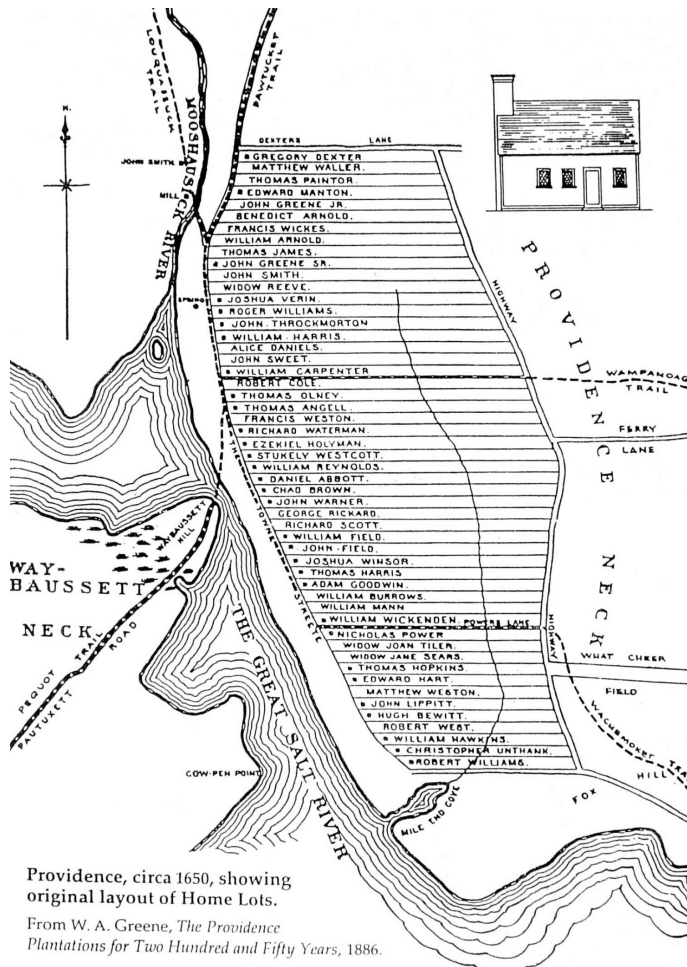 LOUQUASUCK
TRAIL
MOOSHAUSICK RIVER
PAWTUCKET
TRAIL
N.
JOHN SMITH
MILL
SPRING
DEXTERS LANE
GREGORY DEXTER
MATTHEW WALLER.
THOMAS PAINTOR.
EDWARD MANTON.
JOHN GREENE JR.
BENEDICT ARNOLD.
FRANCIS WICKES.
WILLIAM ARNOLD.
THOMAS JAMES.
JOHN GREENE SR.
JOHN SMITH.
WIDOW REEVE.
JOSHUA VERIN.
ROGER WILLIAMS.
JOHN.THROCKMORTON
WILLIAM.HARRIS.
ALICE DANIELS.
JOHN SWEET.
WILLIAM CARPENTER
ROBERT COLE.
THOMAS OLNEY.
THOMAS ANGELL.
FRANCIS WESTON.
RICHARD WATERMAN.
EZEKIEL HOLYMAN.
STUKELY WESTCOTT.
WILLIAM REYNOLDS.
DANIEL ABBOTT.
CHAD BROWN.
JOHN WARNER.
GEORGE RICKARD.
RICHARD SCOTT.
WILLIAM FIELD.
JOHN.FIELD.
JOSHUA WINSOR.
THOMAS HARRIS
ADAM GOODWIN.
WILLIAM BURROWS.
WILLIAM MANN
WILLIAM WICKENDEN. POWERS LANE
NICHOLAS POWER
WIDOW JOAN TILER.
WIDOW JANE SEARS.
THOMAS HOPKINS.
EDWARD HART.
MATTHEW WESTON.
JOHN LIPPITT.
HUGH BEWITT.
ROBERT WEST.
WILLIAM HAWKINS.
CHRISTOPHER UNTHANK.
ROBERT WILLIAMS.
HIGHWAY
PROVIDENCE NECK
WAMPANOAG
TRAIL
FERRY
LANE
HIGHWAY
WHAT CHEER
FIELD
WACHEMOKET TRA
FOX HILL
THE TOWNE STREETE
WAYBAUSSETT
HILL
WAY-
BAUSSETT
NECK
PEQUOT TRAIL
PAUTUXETT ROAD
THE GREAT SALT RIVER
COW-PEN POINT
MILE END COVE
Providence, circa 1650, showing
original layout of Home Lots.
From W. A. Greene, The Providence
Plantations for Two Hundred and Fifty Years, 1886.